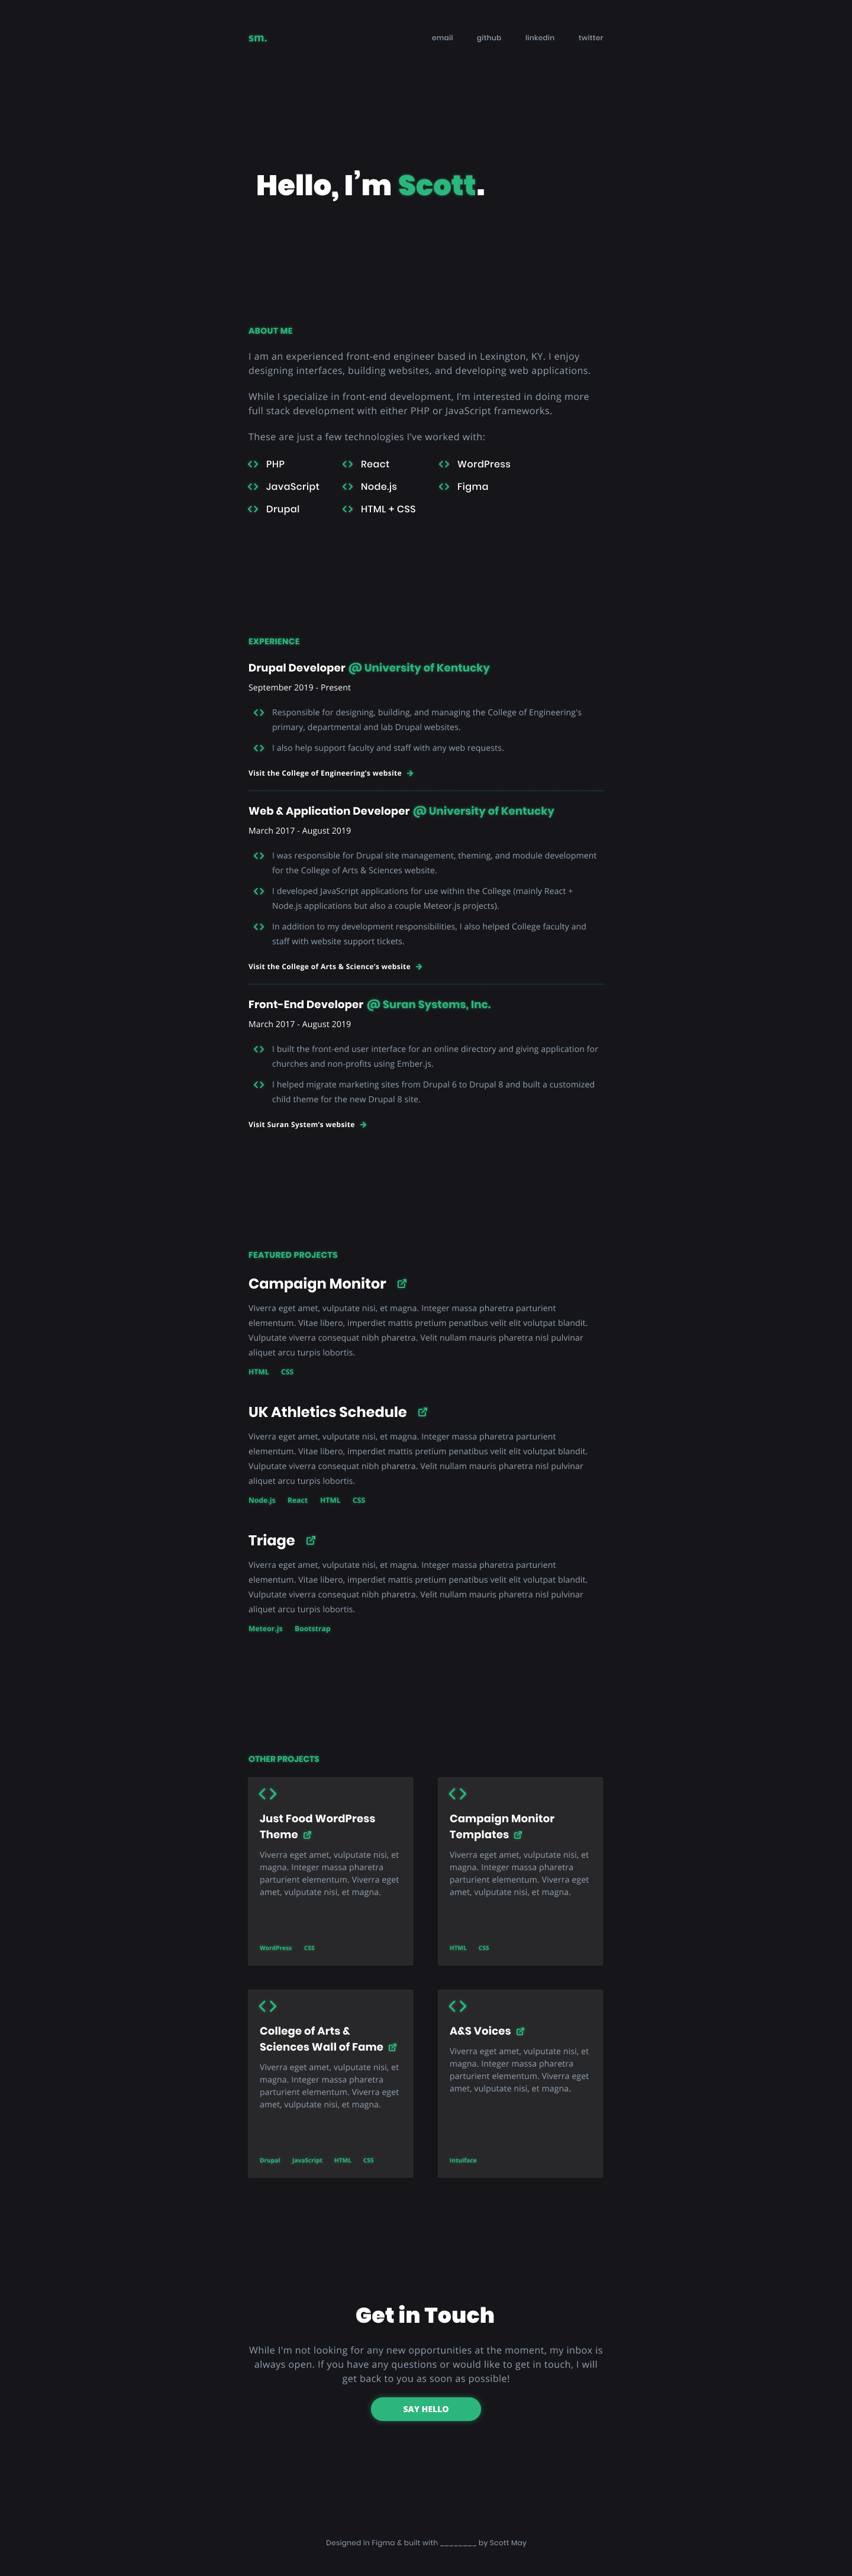 sm.
email github linkedin twitter
Hello, I’m Scott.
ABOUT ME
I am an experienced front-end engineer based in Lexington, KY. I enjoy
designing interfaces, building websites, and developing web applications.
While I specialize in front-end development, I’m interested in doing more
full stack development with either PHP or JavaScript frameworks.
These are just a few technologies I’ve worked with:
PHP React WordPress
JavaScript Node.js Figma
Drupal HTML + CSS
EXPERIENCE
Drupal Developer @ University of Kentucky
September 2019 - Present
Responsible for designing, building, and managing the College of Engineering's
primary, departmental and lab Drupal websites.
I also help support faculty and staff with any web requests.
Visit the College of Engineering’s website
Web & Application Developer @ University of Kentucky
March 2017 - August 2019
I was responsible for Drupal site management, theming, and module development
for the College of Arts & Sciences website.
I developed JavaScript applications for use within the College (mainly React +
Node.js applications but also a couple Meteor.js projects).
In addition to my development responsibilities, I also helped College faculty and
staff with website support tickets.
Visit the College of Arts & Science’s website
Front-End Developer @ Suran Systems, Inc.
March 2017 - August 2019
I built the front-end user interface for an online directory and giving application for
churches and non-profits using Ember.js.
I helped migrate marketing sites from Drupal 6 to Drupal 8 and built a customized
child theme for the new Drupal 8 site.
Visit Suran System’s website
FEATURED PROJECTS
Campaign Monitor
Viverra eget amet, vulputate nisi, et magna. Integer massa pharetra parturient
elementum. Vitae libero, imperdiet mattis pretium penatibus velit elit volutpat blandit.
Vulputate viverra consequat nibh pharetra. Velit nullam mauris pharetra nisl pulvinar
aliquet arcu turpis lobortis.
HTML CSS
UK Athletics Schedule
Viverra eget amet, vulputate nisi, et magna. Integer massa pharetra parturient
elementum. Vitae libero, imperdiet mattis pretium penatibus velit elit volutpat blandit.
Vulputate viverra consequat nibh pharetra. Velit nullam mauris pharetra nisl pulvinar
aliquet arcu turpis lobortis.
Node.js React HTML CSS
Triage
Viverra eget amet, vulputate nisi, et magna. Integer massa pharetra parturient
elementum. Vitae libero, imperdiet mattis pretium penatibus velit elit volutpat blandit.
Vulputate viverra consequat nibh pharetra. Velit nullam mauris pharetra nisl pulvinar
aliquet arcu turpis lobortis.
Meteor.js Bootstrap
OTHER PROJECTS
Just Food WordPress
Theme
Viverra eget amet, vulputate nisi, et
magna. Integer massa pharetra
parturient elementum. Viverra eget
amet, vulputate nisi, et magna.
WordPress CSS
Campaign Monitor
Templates
Viverra eget amet, vulputate nisi, et
magna. Integer massa pharetra
parturient elementum. Viverra eget
amet, vulputate nisi, et magna.
HTML CSS
College of Arts &
Sciences Wall of Fame
Viverra eget amet, vulputate nisi, et
magna. Integer massa pharetra
parturient elementum. Viverra eget
amet, vulputate nisi, et magna.
Drupal JavaScript HTML CSS
A&S Voices
Viverra eget amet, vulputate nisi, et
magna. Integer massa pharetra
parturient elementum. Viverra eget
amet, vulputate nisi, et magna.
Intuiface
Get in Touch
While I'm not looking for any new opportunities at the moment, my inbox is
always open. If you have any questions or would like to get in touch, I will
get back to you as soon as possible!
SAY HELLO
Designed in Figma & built with ________ by Scott May